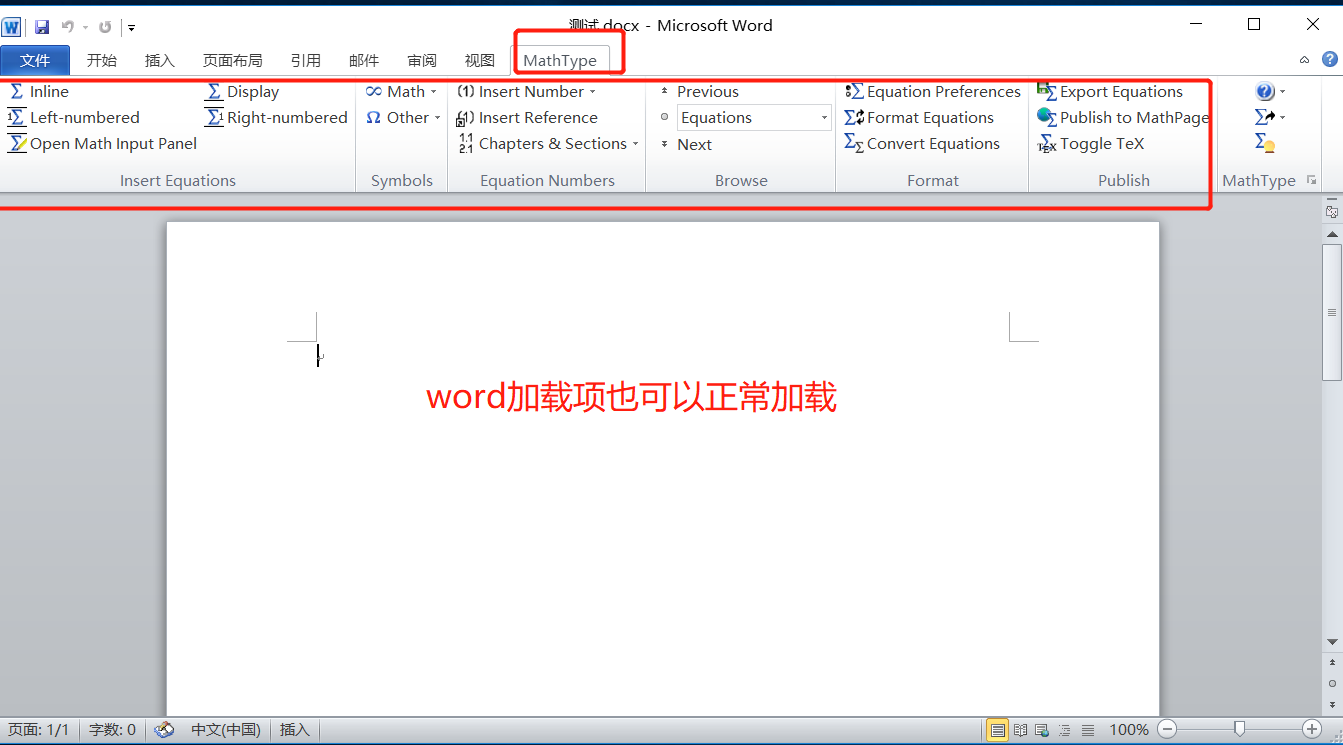 测试.docx - Microsoft Word
文件 开始 插入 页面布局 引用 邮件 审阅 视图 MathType
Inline Display Math (1) Insert Number Previous Equation Preferences Export Equations
Left-numbered Right-numbered Other Insert Reference Equations Format Equations Publish to MathPage
Open Math Input Panel Chapters & Sections Next Convert Equations Toggle TeX
Insert Equations Symbols Equation Numbers Browse Format Publish MathType
word加载项也可以正常加载
页面: 1/1 字数: 0 中文(中国) 插入 100%